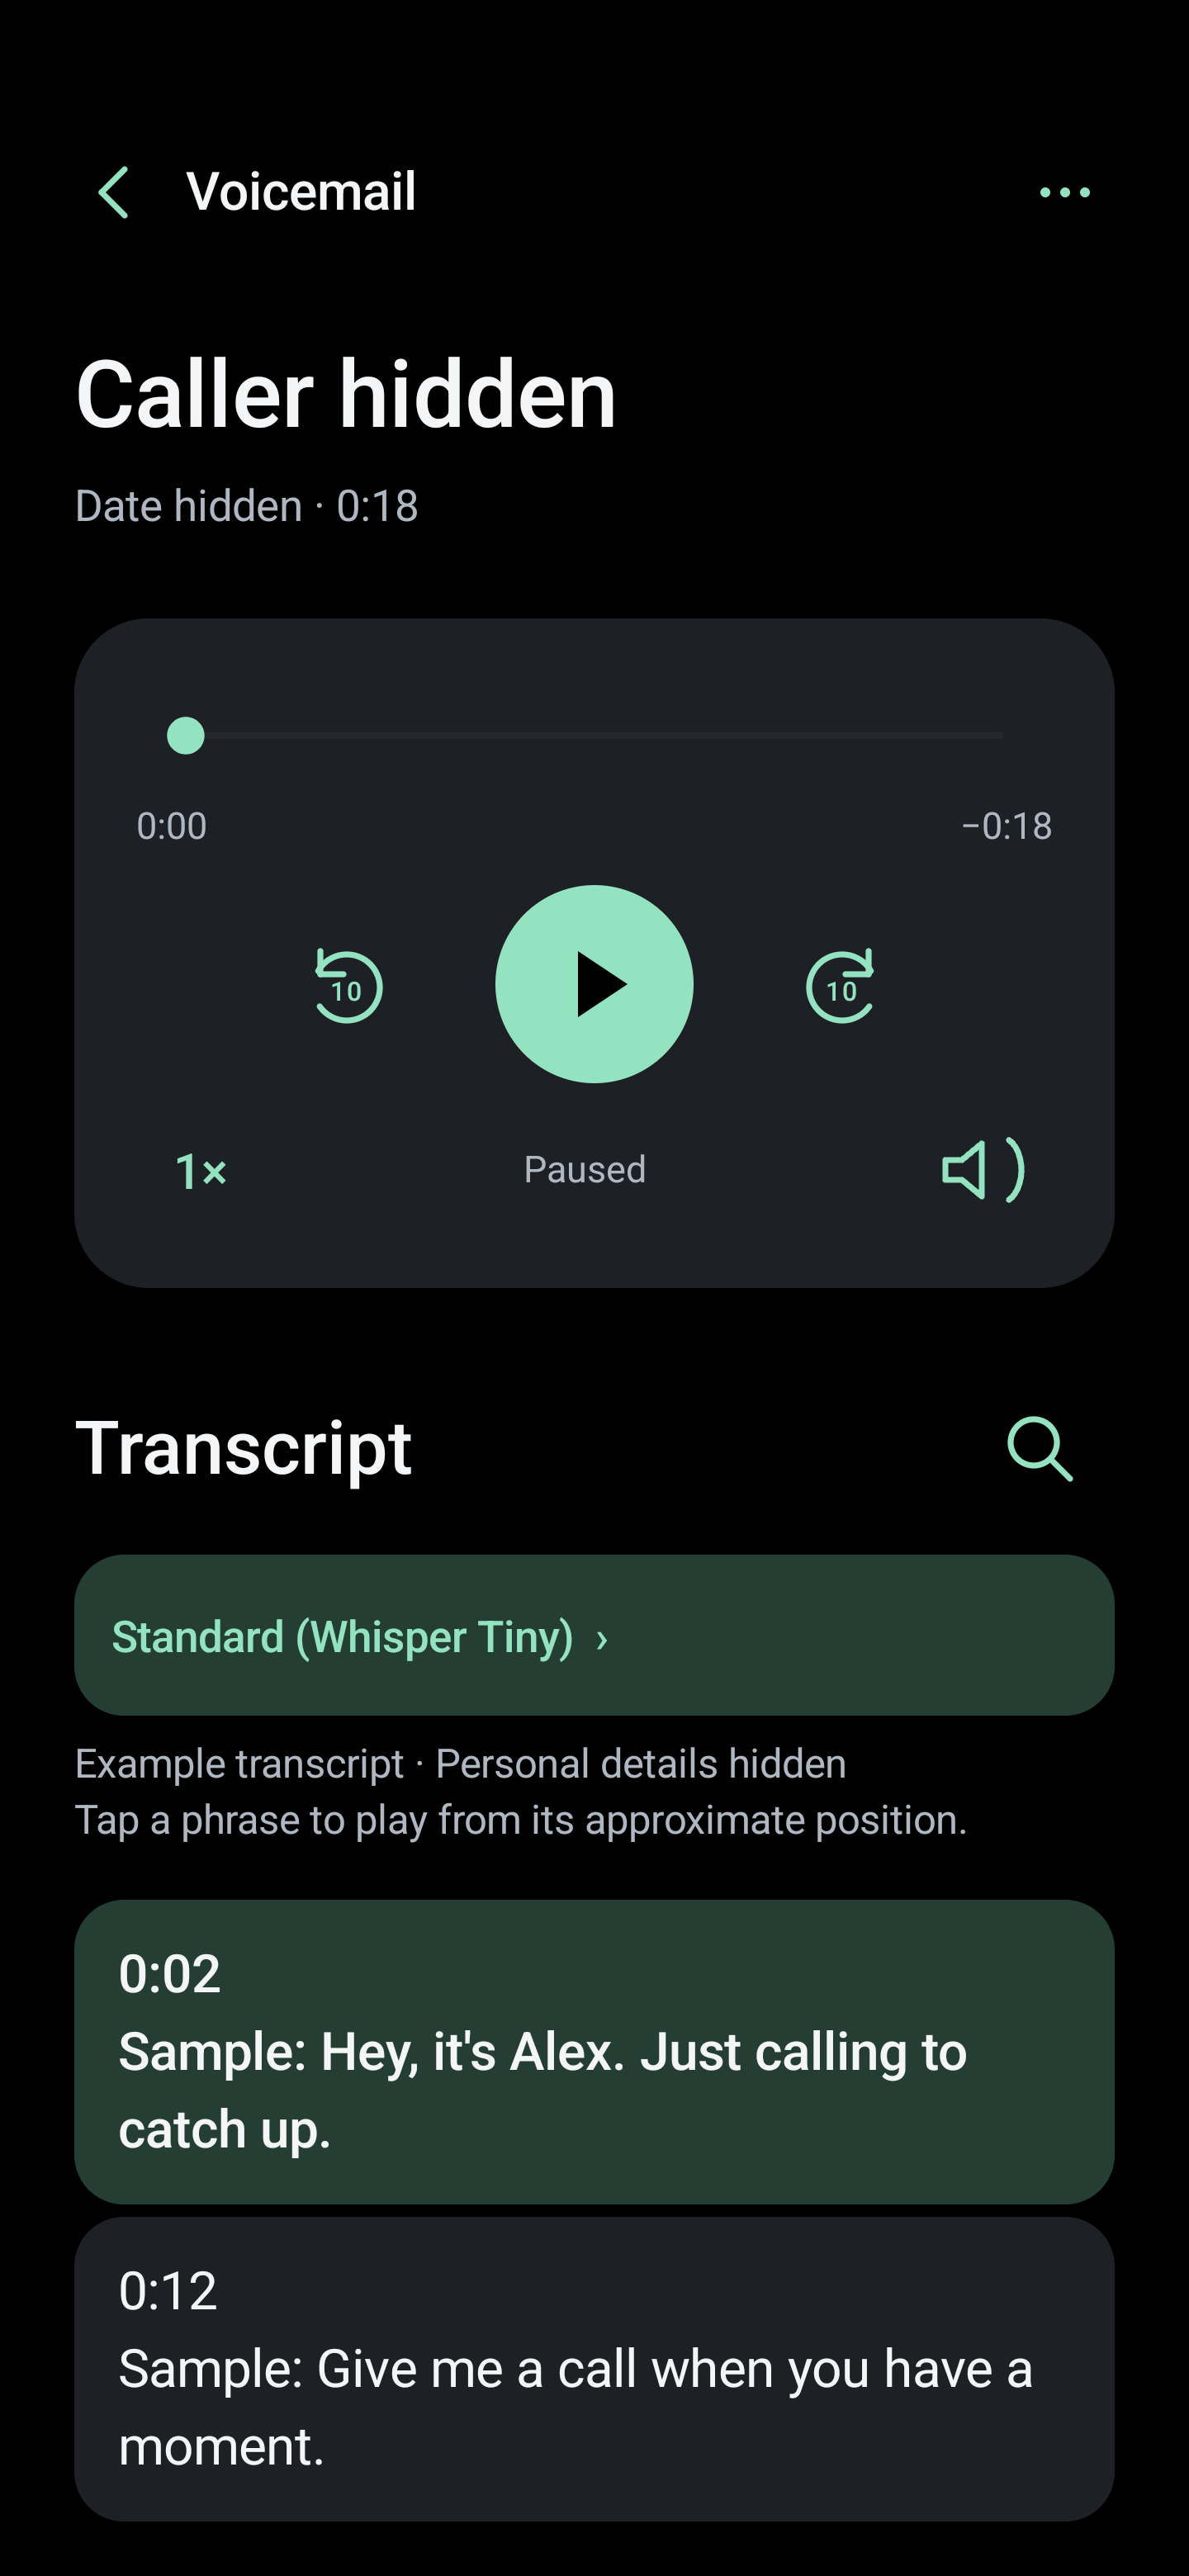 Voicemail
Caller hidden
Date hidden · 0:18
0:00
−0:18
10
10
1×
Paused
Transcript
Standard (Whisper Tiny) ›
Example transcript · Personal details hidden
Tap a phrase to play from its approximate position.
0:02
Sample: Hey, it's Alex. Just calling to
catch up.
0:12
Sample: Give me a call when you have a
moment.